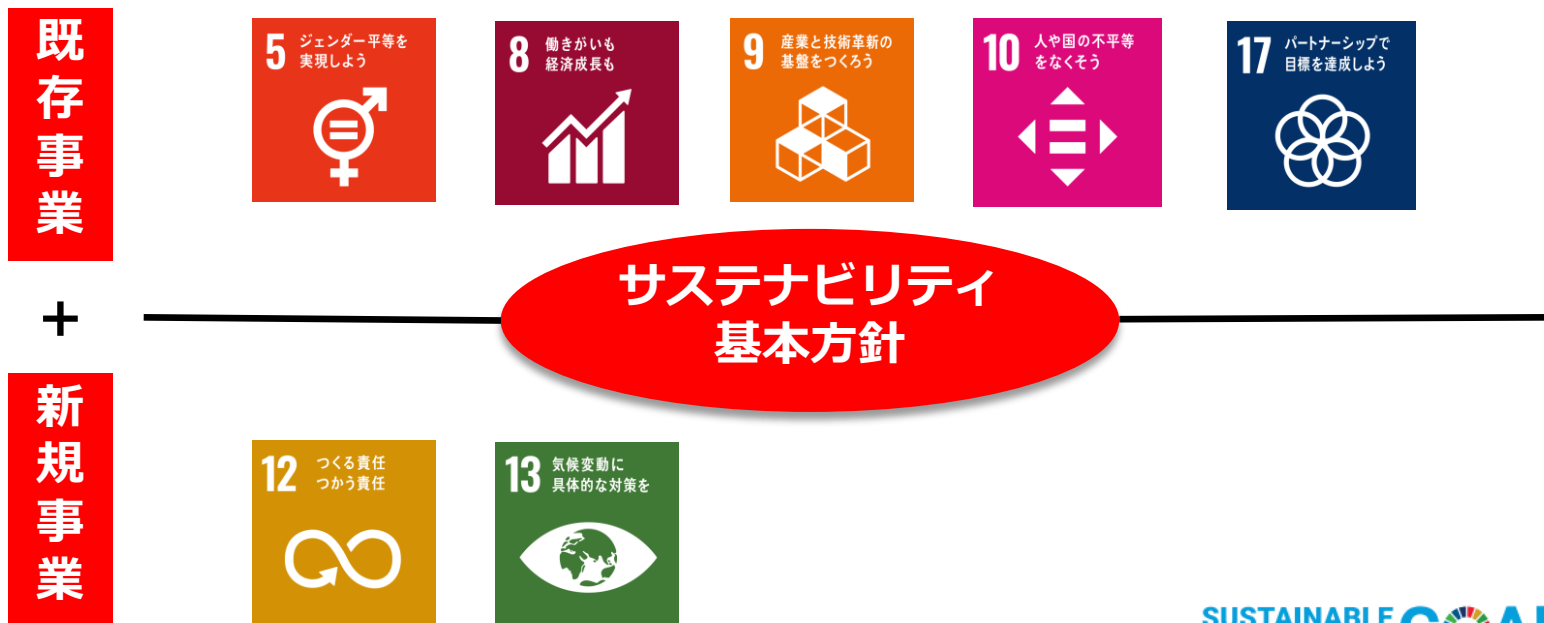 既存事業
5 ジェンダー平等を
実現しよう
8 働きがいも
経済成長も
9 産業と技術革新の
基盤をつくろう
10 人や国の不平等
をなくそう
17 パートナーシップで
目標を達成しよう
+
サステナビリティ
基本方針
新規事業
12 つくる責任
つかう責任
13 気候変動に
具体的な対策を
SUSTAINABLE